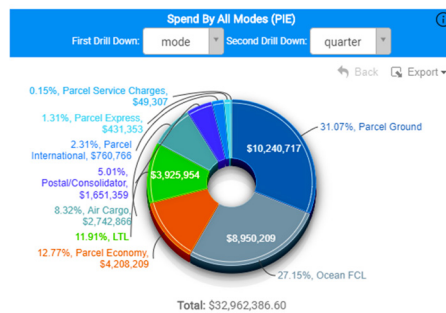 Spend By All Modes (PIE)
First Drill Down: mode Second Drill Down: quarter
Back Export
0.15%, Parcel Service Charges,
$49,307
1.31%, Parcel Express,
$431,353
2.31%, Parcel
International, $760,766
5.01%,
Postal/Consolidator,
$1,651,359
8.32%, Air Cargo,
$2,742,866
11.91%, LTL
12.77%, Parcel Economy,
$4,208,209
31.07%, Parcel Ground
$10,240,717
$3,925,954
$8,950,209
27.15%, Ocean FCL
Total: $32,962,386.60